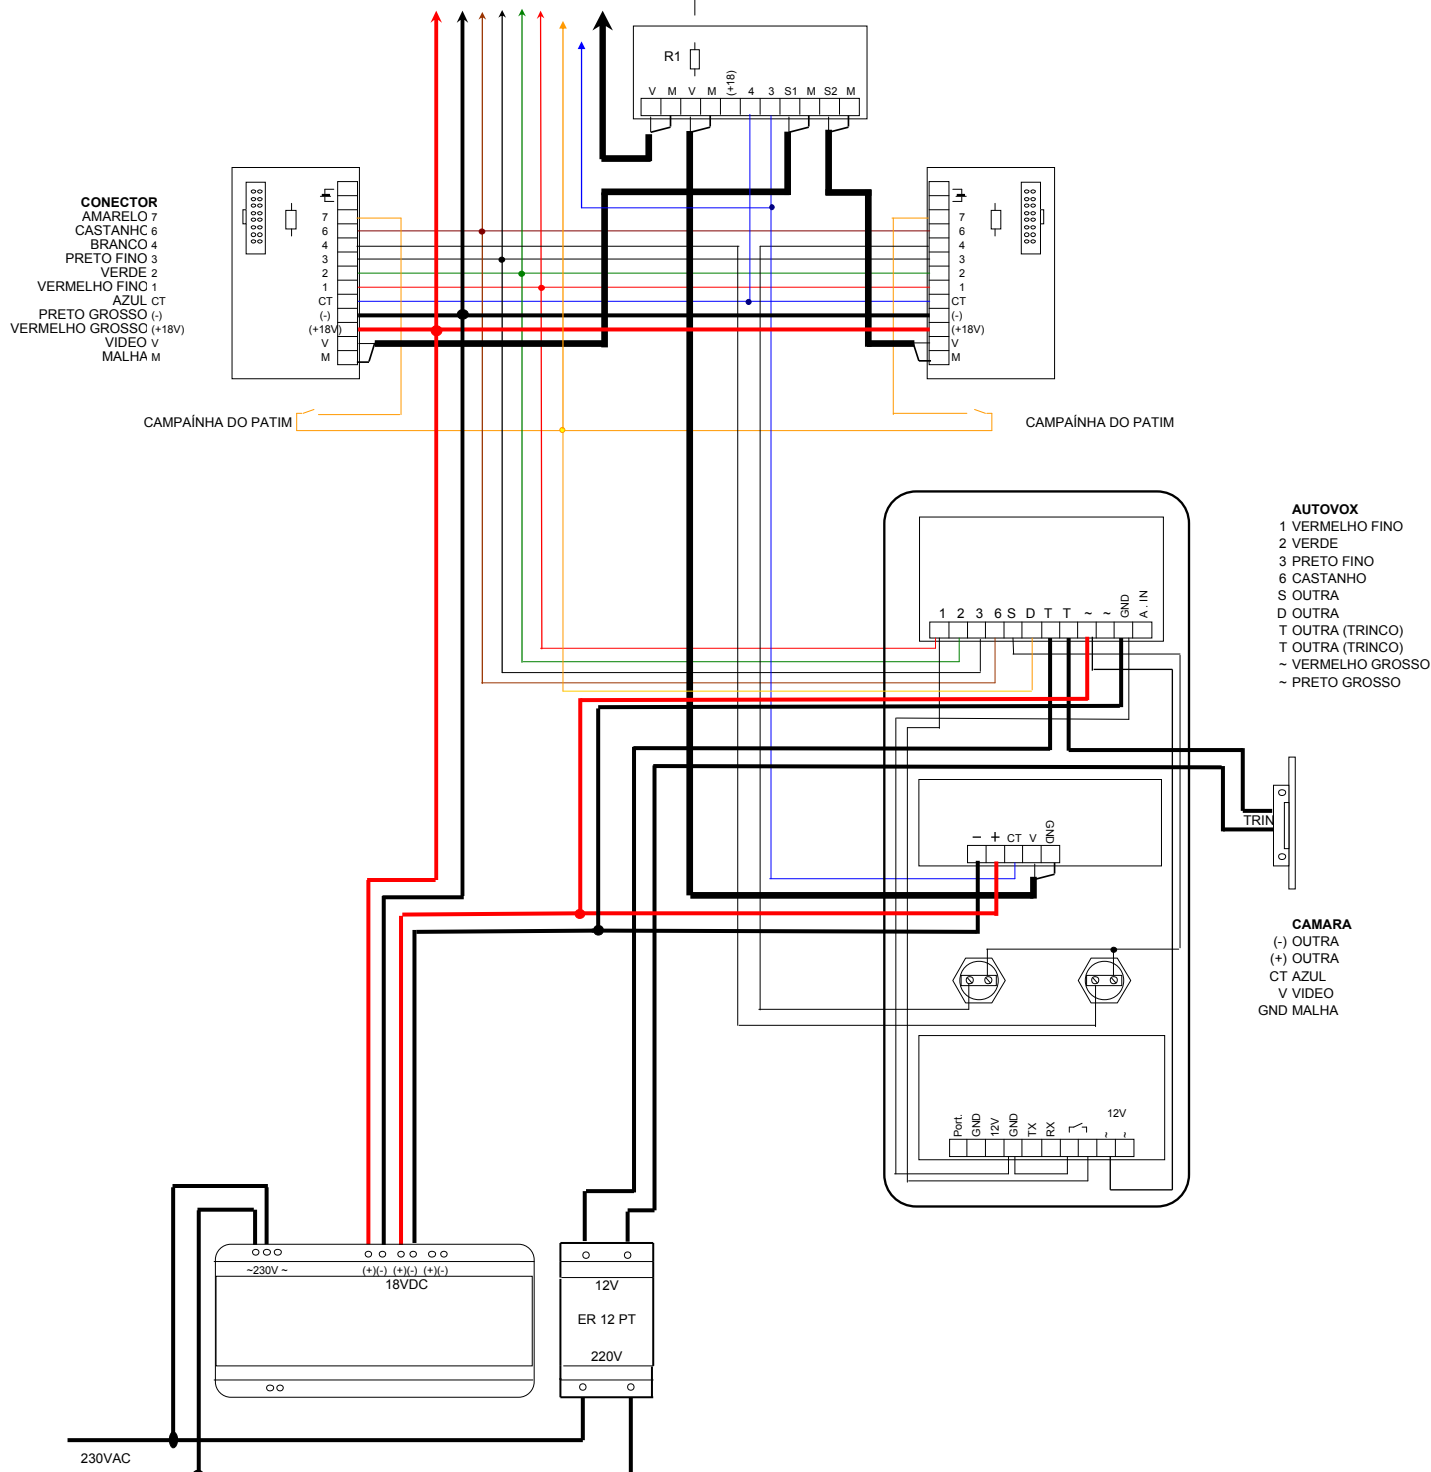 R1
V M V M (+18) 4 3 S1 M S2 M
CONECTOR
AMARELO 7
CASTANHO 6
BRANCO 4
PRETO FINO 3
VERDE 2
VERMELHO FINO 1
AZUL CT
PRETO GROSSO (-)
VERMELHO GROSSO (+18V)
VIDEO V
MALHA M
7
6
4
3
2
1
CT
(-)
(+18V)
V
M
7
6
4
3
2
1
CT
(-)
(+18V)
V
M
CAMPAÍNHA DO PATIM
CAMPAÍNHA DO PATIM
1 2 3 6 S D T T ~ ~ GND A . IN
AUTOVOX
1 VERMELHO FINO
2 VERDE
3 PRETO FINO
6 CASTANHO
S OUTRA
D OUTRA
T OUTRA (TRINCO)
T OUTRA (TRINCO)
~ VERMELHO GROSSO
~ PRETO GROSSO
− + CT V GND
TRIN
CAMARA
(-) OUTRA
(+) OUTRA
CT AZUL
V VIDEO
GND MALHA
12V
Port. GND 12V GND TX RX ~ ~
~230V ~
(+)(-) (+)(-) (+)(-)
18VDC
12V
ER 12 PT
220V
230VAC